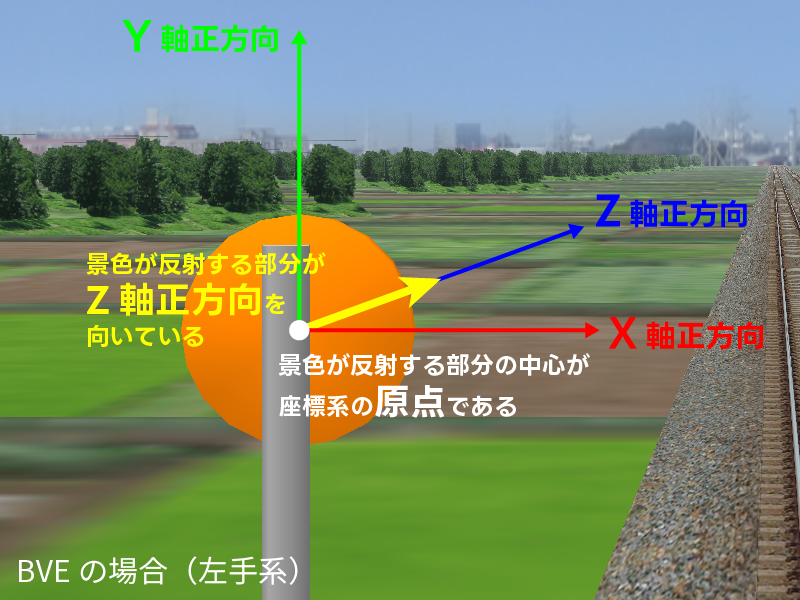 Y 軸正方向
Z 軸正方向
景色が反射する部分が
Z 軸正方向を
向いている
X 軸正方向
景色が反射する部分の中心が
座標系の原点である
BVE の場合（左手系）